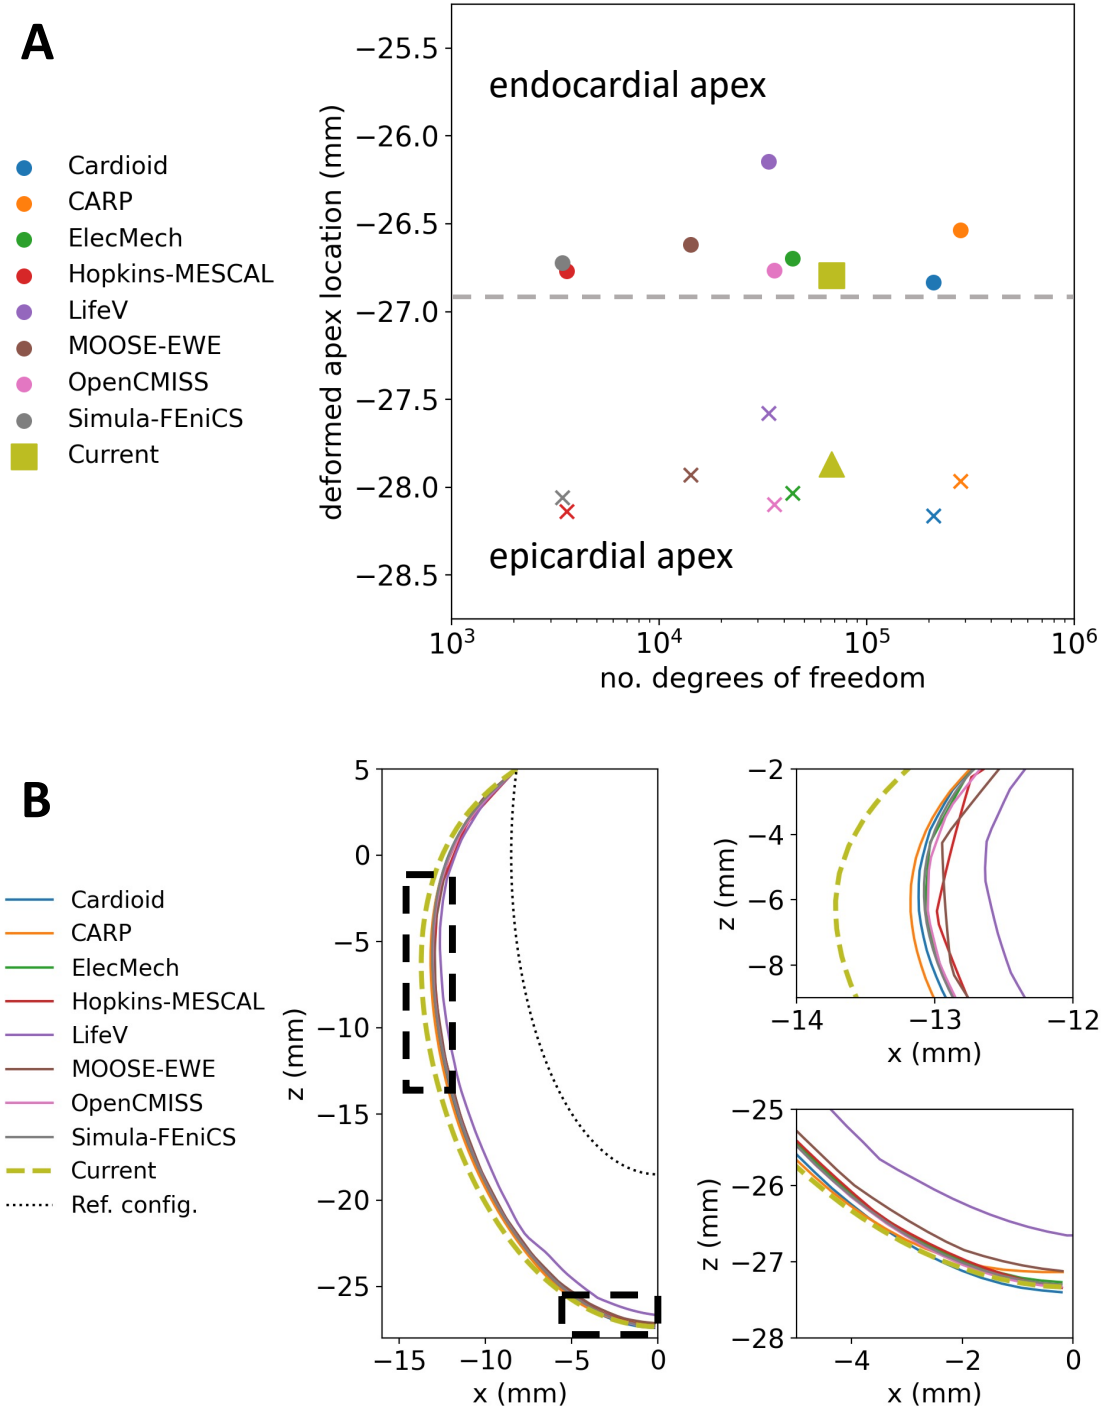 A
−25.5
−26.0
−26.5
−27.0
−27.5
−28.0
−28.5
deformed apex location (mm)
endocardial apex
epicardial apex
10³
10⁴
10⁵
10⁶
no. degrees of freedom
Cardioid
CARP
ElecMech
Hopkins-MESCAL
LifeV
MOOSE-EWE
OpenCMISS
Simula-FEniCS
Current
B
Cardioid
CARP
ElecMech
Hopkins-MESCAL
LifeV
MOOSE-EWE
OpenCMISS
Simula-FEniCS
Current
Ref. config.
5
0
−5
−10
−15
−20
−25
z (mm)
−15
−10
−5
0
x (mm)
−2
−4
−6
−8
z (mm)
−14
−13
−12
x (mm)
−25
−26
−27
−28
z (mm)
−4
−2
0
x (mm)